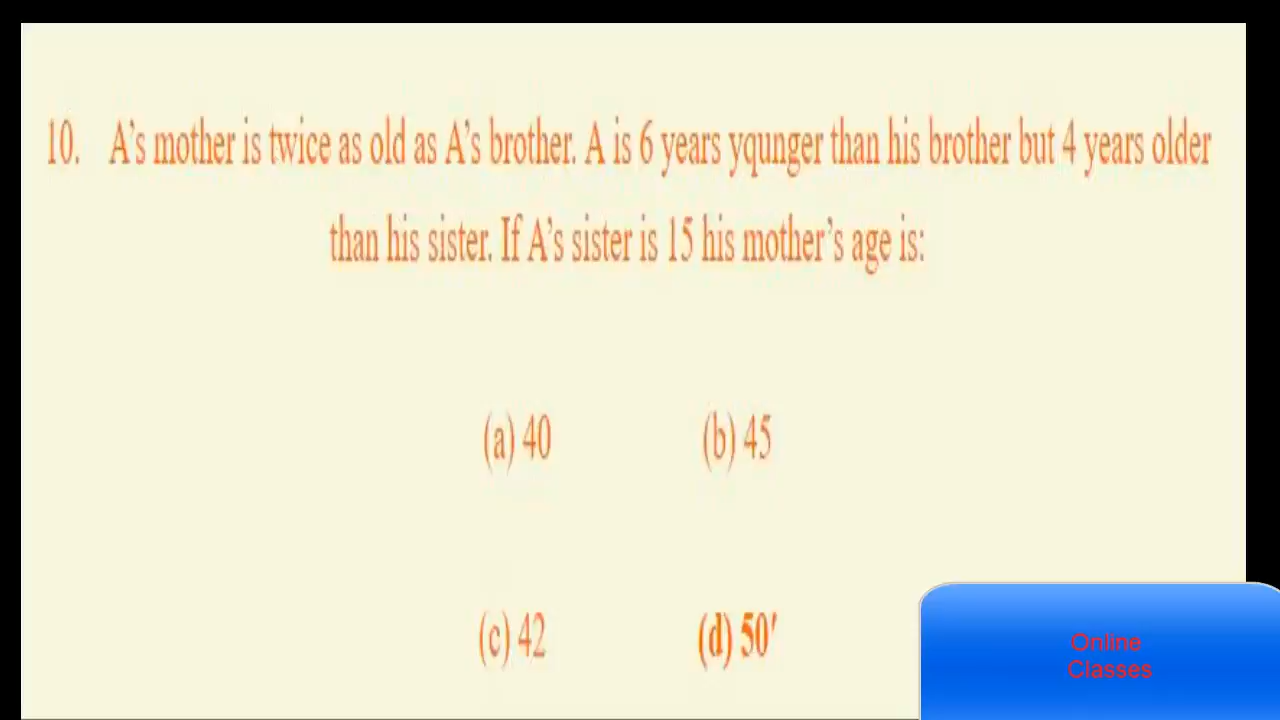 10. A’s mother is twice as old as A’s brother. A is 6 years yqunger than his brother but 4 years older
than his sister. If A’s sister is 15 his mother’s age is:
(a) 40 (b) 45
(c) 42 (d) 50′
Online
Classes